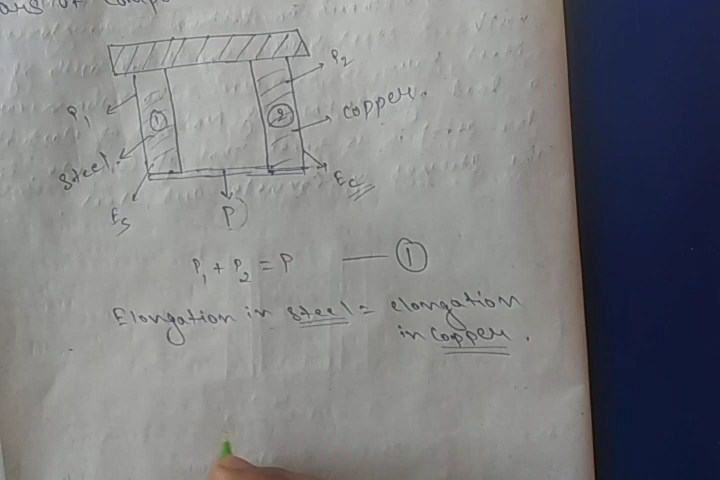 P2
P1
①
②
copper.
steel.
Es
P
Ec
P1 + P2 = P —— ①
Elongation in steel = elongation
in copper.